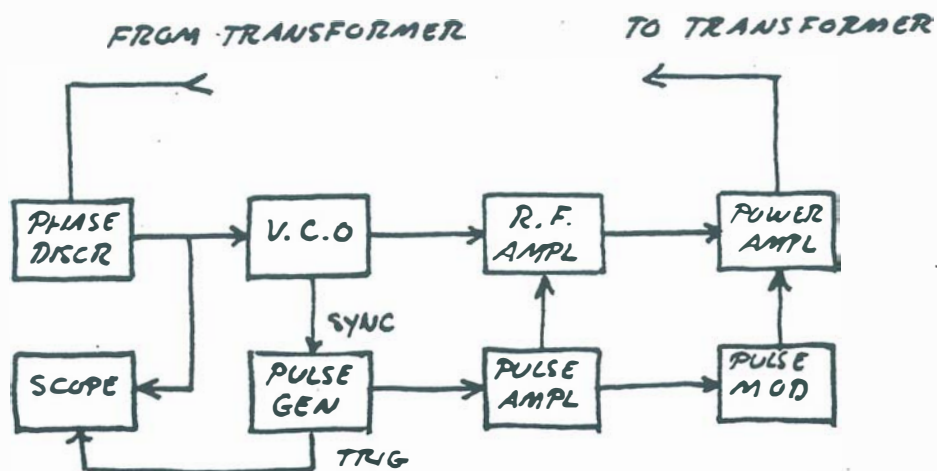 FROM TRANSFORMER
TO TRANSFORMER
PHASE
DISCR
V.C.O
R.F.
AMPL
POWER
AMPL
SYNC
SCOPE
PULSE
GEN
PULSE
AMPL
PULSE
MOD
TRIG